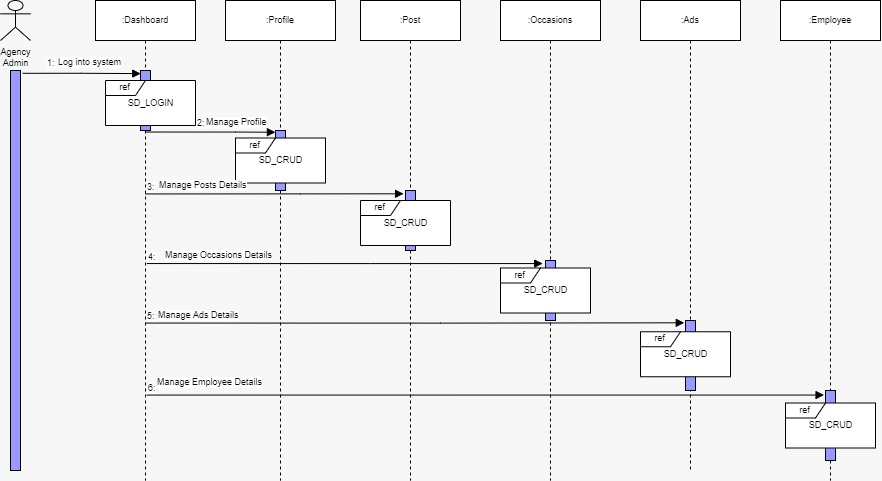 :Dashboard
:Profile
:Post
:Occasions
:Ads
:Employee
Agency
Admin
1: Log into system
ref
SD_LOGIN
2: Manage Profile
ref
SD_CRUD
3: Manage Posts Details
ref
SD_CRUD
4: Manage Occasions Details
ref
SD_CRUD
5: Manage Ads Details
ref
SD_CRUD
6: Manage Employee Details
ref
SD_CRUD